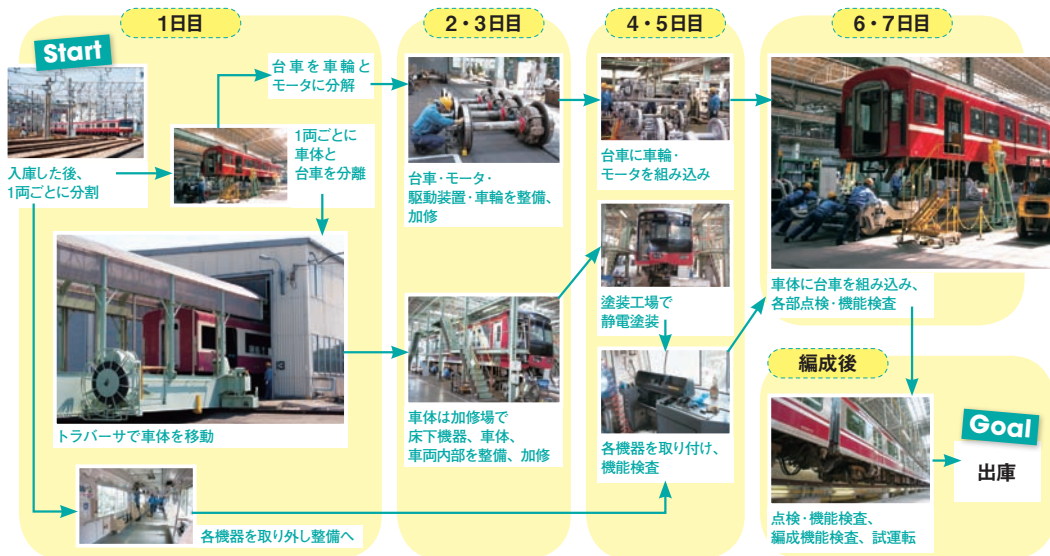 1日目
Start
入庫した後、
1両ごとに分割
台車を車輪と
モータに分解
1両ごとに
車体と
台車を分離
トラバーサで車体を移動
各機器を取り外し整備へ
2・3日目
台車・モータ・
駆動装置・車輪を整備、
加修
車体は加修場で
床下機器、車体、
車両内部を整備、加修
4・5日目
台車に車輪・
モータを組み込み
塗装工場で
静電塗装
各機器を取り付け、
機能検査
6・7日目
車体に台車を組み込み、
各部点検・機能検査
編成後
点検・機能検査、
編成機能検査、試運転
Goal
出庫